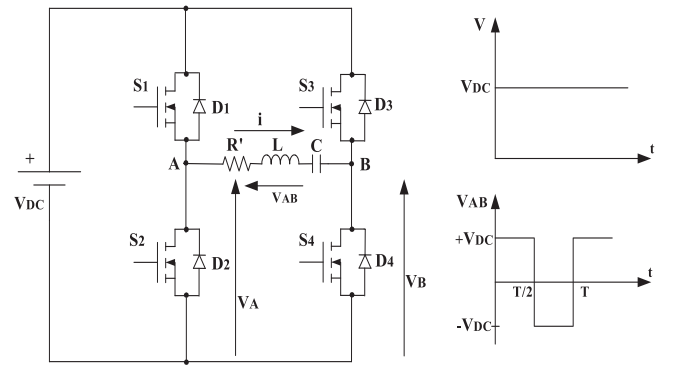 S1
D1
S3
D3
i
R'
L
C
A
B
VAB
+
VDC
S2
D2
VA
S4
D4
VB
V
VDC
t
VAB
+VDC
t
T/2
T
-VDC